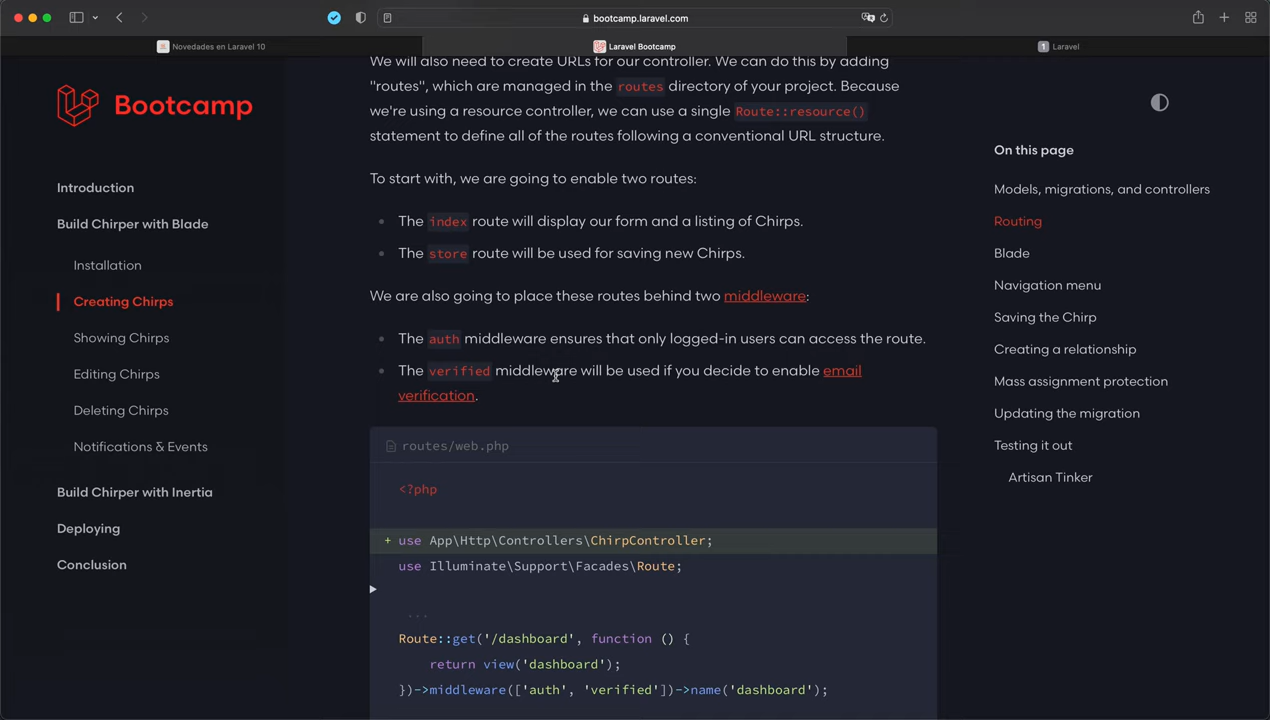 bootcamp.laravel.com
Novedades en Laravel 10
Laravel Bootcamp
1 Laravel
Bootcamp
Introduction
Build Chirper with Blade
Installation
Creating Chirps
Showing Chirps
Editing Chirps
Deleting Chirps
Notifications & Events
Build Chirper with Inertia
Deploying
Conclusion
We will also need to create URLs for our controller. We can do this by adding
"routes", which are managed in the routes directory of your project. Because
we're using a resource controller, we can use a single Route::resource()
statement to define all of the routes following a conventional URL structure.
To start with, we are going to enable two routes:
The index route will display our form and a listing of Chirps.
The store route will be used for saving new Chirps.
We are also going to place these routes behind two middleware:
The auth middleware ensures that only logged-in users can access the route.
The verified middleware will be used if you decide to enable email
verification.
routes/web.php
<?php
+ use App\Http\Controllers\ChirpController;
use Illuminate\Support\Facades\Route;
...
Route::get('/dashboard', function () {
return view('dashboard');
})->middleware(['auth', 'verified'])->name('dashboard');
On this page
Models, migrations, and controllers
Routing
Blade
Navigation menu
Saving the Chirp
Creating a relationship
Mass assignment protection
Updating the migration
Testing it out
Artisan Tinker